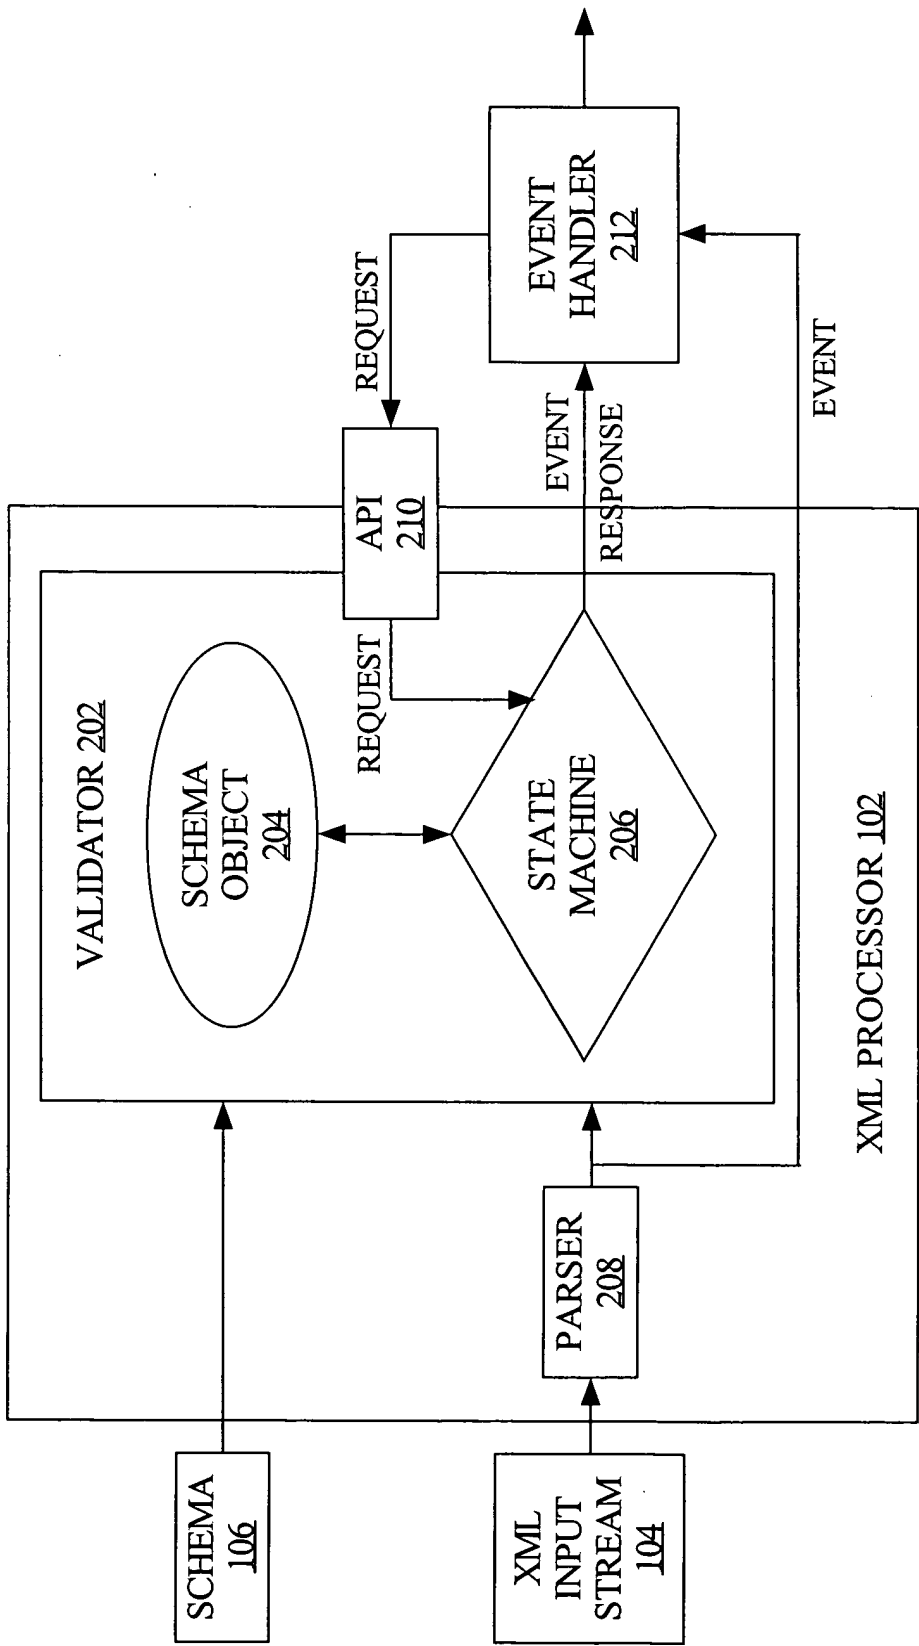 SCHEMA
106
XML
INPUT
STREAM
104
PARSER
208
VALIDATOR 202
SCHEMA
OBJECT
204
STATE
MACHINE
206
REQUEST
API
210
REQUEST
EVENT
RESPONSE
EVENT
HANDLER
212
EVENT
XML PROCESSOR 102